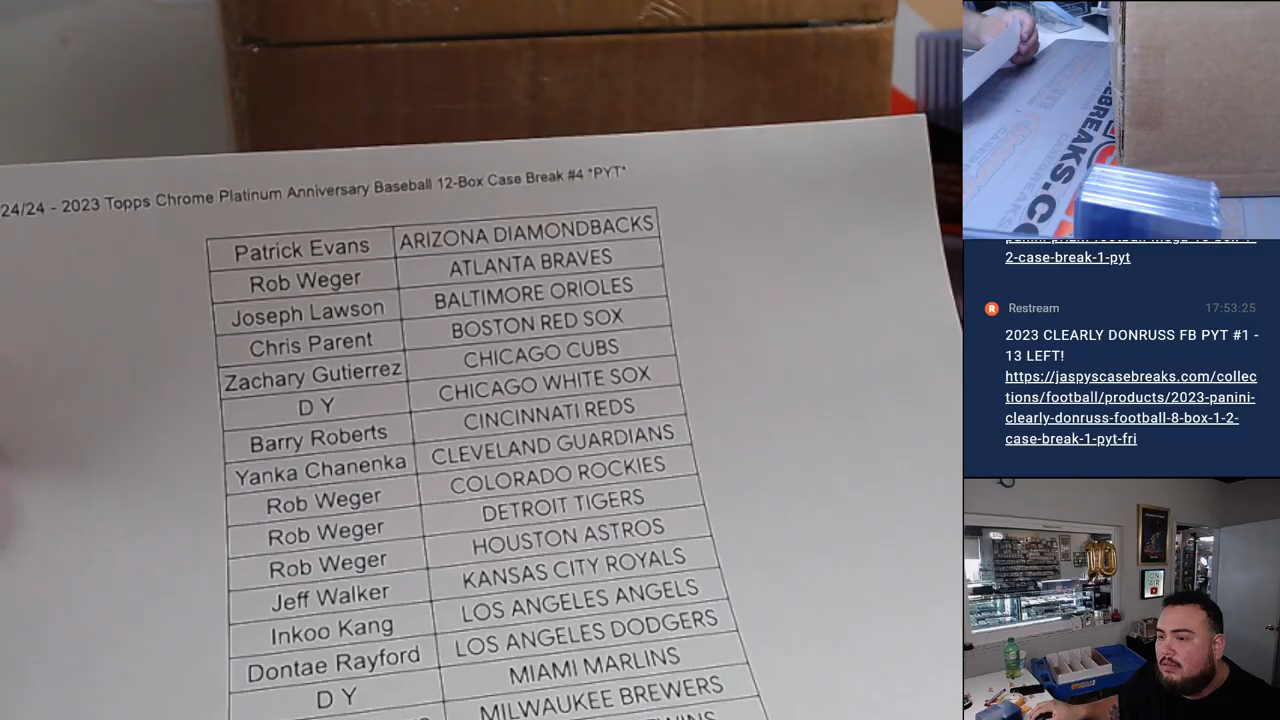 24/24 - 2023 Topps Chrome Platinum Anniversary Baseball 12-Box Case Break #4 *PYT*
Patrick Evans ARIZONA DIAMONDBACKS
Rob Weger ATLANTA BRAVES
Joseph Lawson BALTIMORE ORIOLES
Chris Parent BOSTON RED SOX
Zachary Gutierrez CHICAGO CUBS
D Y CHICAGO WHITE SOX
Barry Roberts CINCINNATI REDS
Yanka Chanenka CLEVELAND GUARDIANS
Rob Weger COLORADO ROCKIES
Rob Weger DETROIT TIGERS
Rob Weger HOUSTON ASTROS
Jeff Walker KANSAS CITY ROYALS
Inkoo Kang LOS ANGELES ANGELS
Dontae Rayford LOS ANGELES DODGERS
D Y MIAMI MARLINS
MILWAUKEE BREWERS
2-case-break-1-pyt
Restream 17:53:25
2023 CLEARLY DONRUSS FB PYT #1 -
13 LEFT!
https://jaspyscasebreaks.com/collec
tions/football/products/2023-panini-
clearly-donruss-football-8-box-1-2-
case-break-1-pyt-fri
10
ON
AIR